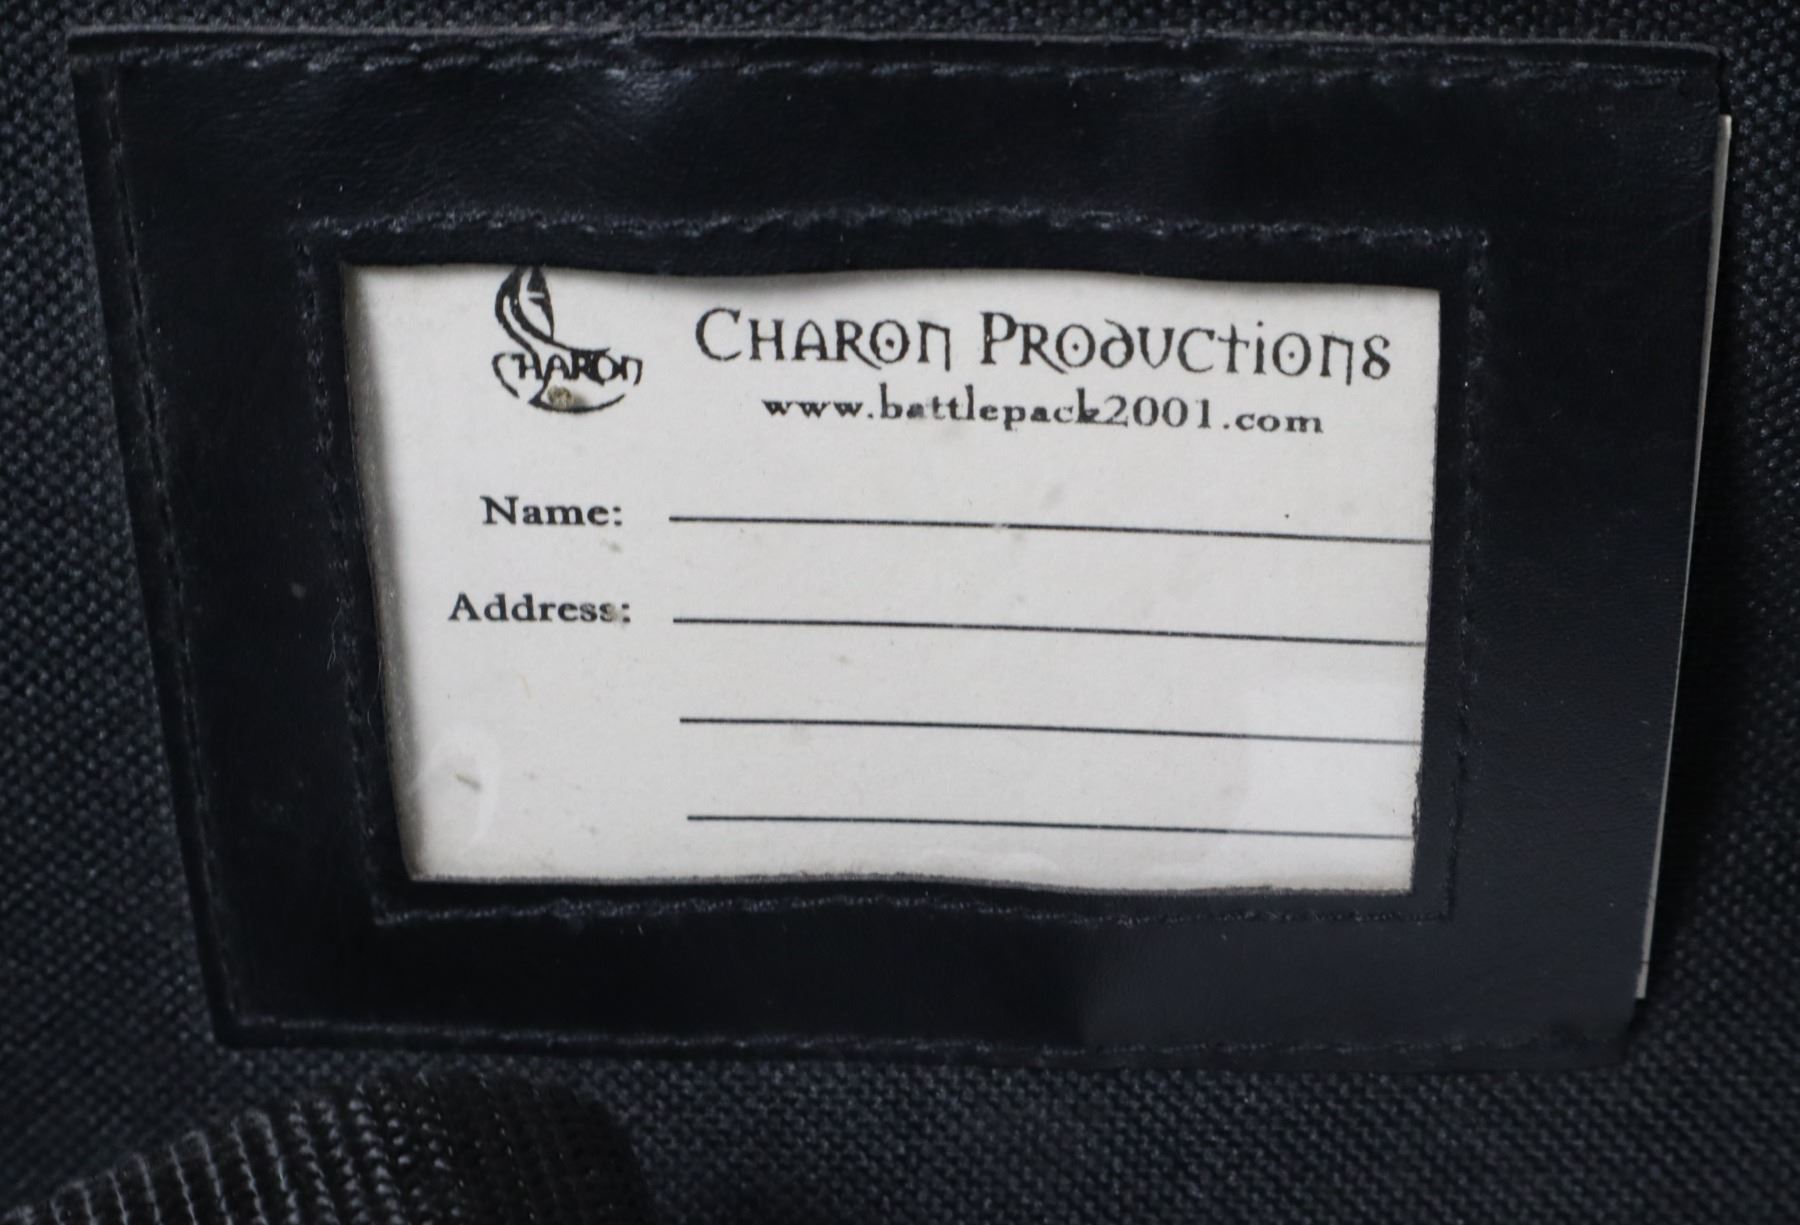 CHARON
Charon Productions
www.battlepack2001.com
Name:
Address: